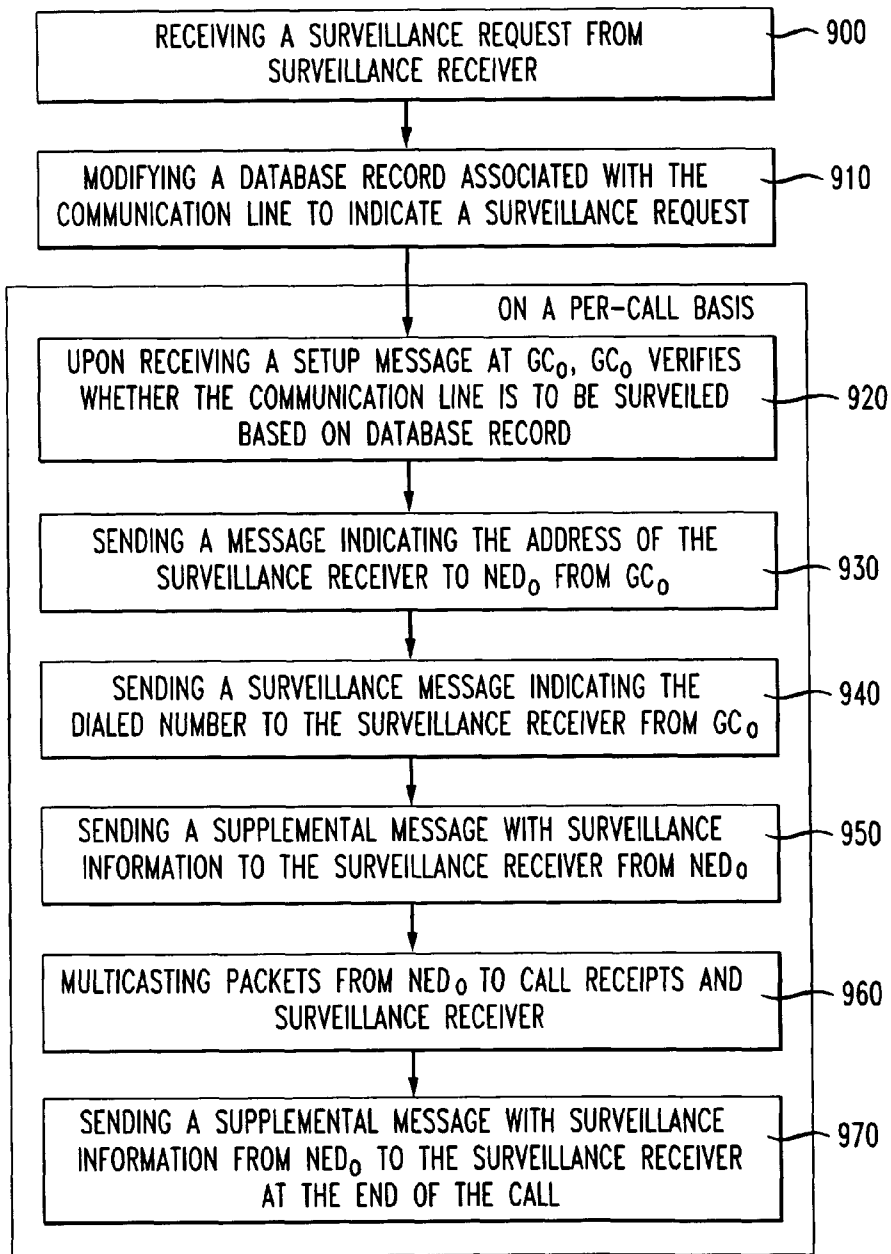 RECEIVING A SURVEILLANCE REQUEST FROM
SURVEILLANCE RECEIVER
900
MODIFYING A DATABASE RECORD ASSOCIATED WITH THE
COMMUNICATION LINE TO INDICATE A SURVEILLANCE REQUEST
910
ON A PER-CALL BASIS
UPON RECEIVING A SETUP MESSAGE AT GC₀, GC₀ VERIFIES
WHETHER THE COMMUNICATION LINE IS TO BE SURVEILED
BASED ON DATABASE RECORD
920
SENDING A MESSAGE INDICATING THE ADDRESS OF THE
SURVEILLANCE RECEIVER TO NED₀ FROM GC₀
930
SENDING A SURVEILLANCE MESSAGE INDICATING THE
DIALED NUMBER TO THE SURVEILLANCE RECEIVER FROM GC₀
940
SENDING A SUPPLEMENTAL MESSAGE WITH SURVEILLANCE
INFORMATION TO THE SURVEILLANCE RECEIVER FROM NED₀
950
MULTICASTING PACKETS FROM NED₀ TO CALL RECEIPTS AND
SURVEILLANCE RECEIVER
960
SENDING A SUPPLEMENTAL MESSAGE WITH SURVEILLANCE
INFORMATION FROM NED₀ TO THE SURVEILLANCE RECEIVER
AT THE END OF THE CALL
970